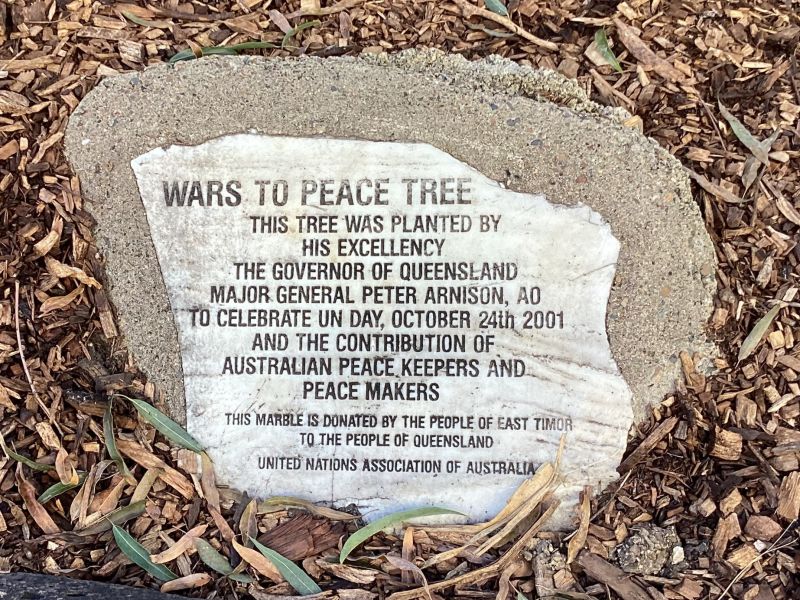 WARS TO PEACE TREE
THIS TREE WAS PLANTED BY
HIS EXCELLENCY
THE GOVERNOR OF QUEENSLAND
MAJOR GENERAL PETER ARNISON, AO
TO CELEBRATE UN DAY, OCTOBER 24th 2001
AND THE CONTRIBUTION OF
AUSTRALIAN PEACE KEEPERS AND
PEACE MAKERS
THIS MARBLE IS DONATED BY THE PEOPLE OF EAST TIMOR
TO THE PEOPLE OF QUEENSLAND
UNITED NATIONS ASSOCIATION OF AUSTRALIA